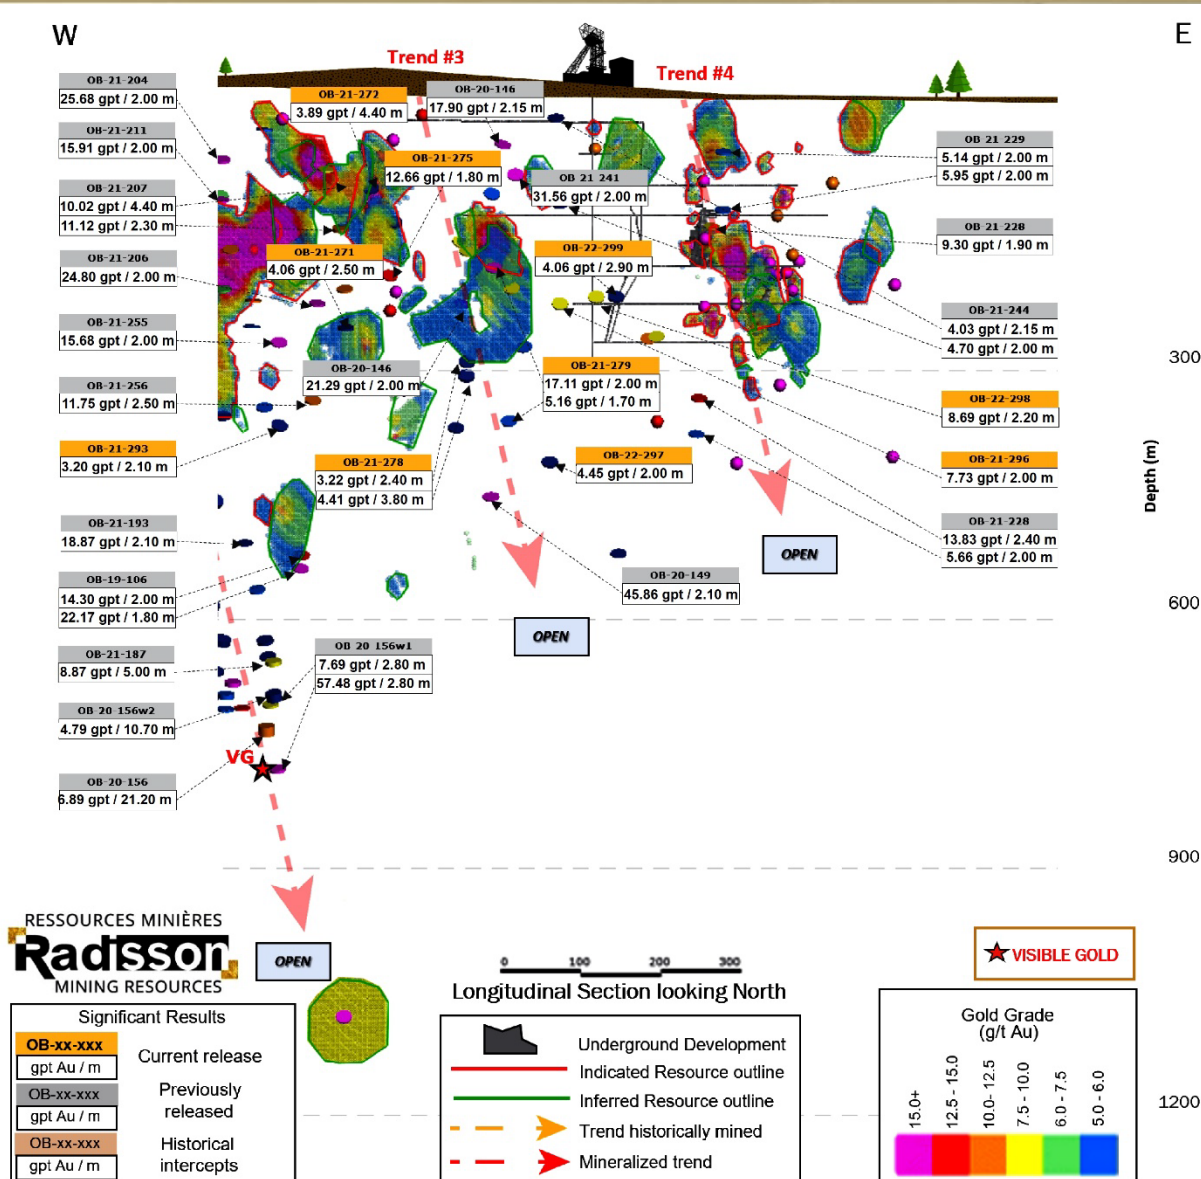 W
E
Trend #3
Trend #4
OB-21-204
25.68 gpt / 2.00 m
OB-21-272
3.89 gpt / 4.40 m
OB-20-146
17.90 gpt / 2.15 m
OB-21-211
15.91 gpt / 2.00 m
OB-21-275
12.66 gpt / 1.80 m
OB 21 229
5.14 gpt / 2.00 m
5.95 gpt / 2.00 m
OB-21-207
10.02 gpt / 4.40 m
11.12 gpt / 2.30 m
OB 21 241
31.56 gpt / 2.00 m
OB-21-228
9.30 gpt / 1.90 m
OB-21-206
24.80 gpt / 2.00 m
OB-21-271
4.06 gpt / 2.50 m
OB-22-299
4.06 gpt / 2.90 m
OB-21-244
4.03 gpt / 2.15 m
4.70 gpt / 2.00 m
OB-21-255
15.68 gpt / 2.00 m
300
OB-20-146
21.29 gpt / 2.00 m
OB-21-279
17.11 gpt / 2.00 m
5.16 gpt / 1.70 m
OB-21-256
11.75 gpt / 2.50 m
OB-22-298
8.69 gpt / 2.20 m
OB-21-293
3.20 gpt / 2.10 m
OB-21-278
3.22 gpt / 2.40 m
4.41 gpt / 3.80 m
OB-22-297
4.45 gpt / 2.00 m
OB-21-296
7.73 gpt / 2.00 m
Depth (m)
OB-21-193
18.87 gpt / 2.10 m
OB-21-228
13.83 gpt / 2.40 m
5.66 gpt / 2.00 m
OPEN
OB-19-106
14.30 gpt / 2.00 m
22.17 gpt / 1.80 m
OB-20-149
45.86 gpt / 2.10 m
600
OPEN
OB-21-187
8.87 gpt / 5.00 m
OB 20 156w1
7.69 gpt / 2.80 m
57.48 gpt / 2.80 m
OB-20-156w2
4.79 gpt / 10.70 m
VG
OB-20-156
6.89 gpt / 21.20 m
900
OPEN
RESSOURCES MINIÈRES
Radisson
MINING RESOURCES
0 100 200 300
Longitudinal Section looking North
VISIBLE GOLD
Significant Results
OB-xx-xxx
gpt Au / m
Current release
OB-xx-xxx
gpt Au / m
Previously
released
OB-xx-xxx
gpt Au / m
Historical
intercepts
Underground Development
Indicated Resource outline
Inferred Resource outline
Trend historically mined
Mineralized trend
Gold Grade
(g/t Au)
15.0+
12.5 - 15.0
10.0- 12.5
7.5 - 10.0
6.0 - 7.5
5.0 - 6.0
1200